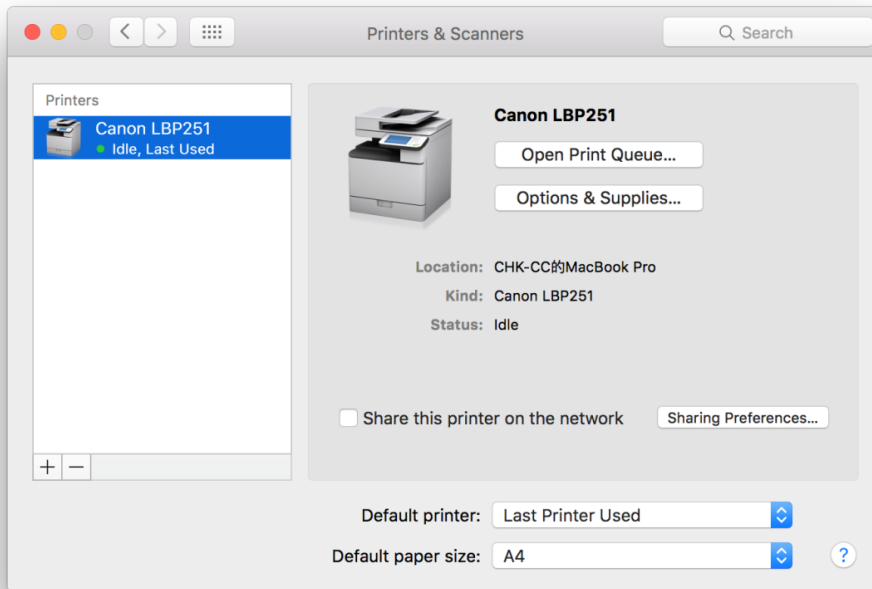 Printers & Scanners
Search
Printers
Canon LBP251
Idle, Last Used
Canon LBP251
Open Print Queue...
Options & Supplies...
Location: CHK-CC的MacBook Pro
Kind: Canon LBP251
Status: Idle
Share this printer on the network
Sharing Preferences...
Default printer: Last Printer Used
Default paper size: A4
?